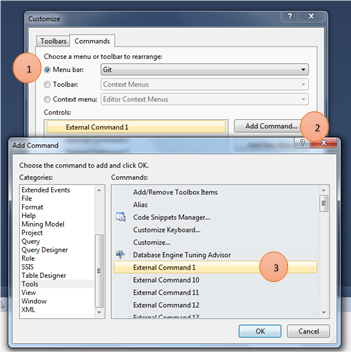 Customize
Toolbars Commands
Choose a menu or toolbar to rearrange:
1
Menu bar: Git
Toolbar: Context Menus
Context menu: Editor Context Menus
Controls:
External Command 1
Add Command...
2
Add Command
Choose the command to add and click OK.
Categories:
Commands:
Extended Events
File
Format
Help
Mining Model
Project
Query
Query Designer
Role
SSIS
Table Designer
Tools
View
Window
XML
Add/Remove Toolbox Items
Alias
Code Snippets Manager...
Customize Keyboard...
Customize...
Database Engine Tuning Advisor
External Command 1
3
External Command 10
External Command 11
External Command 12
External Command 13
OK
Cancel